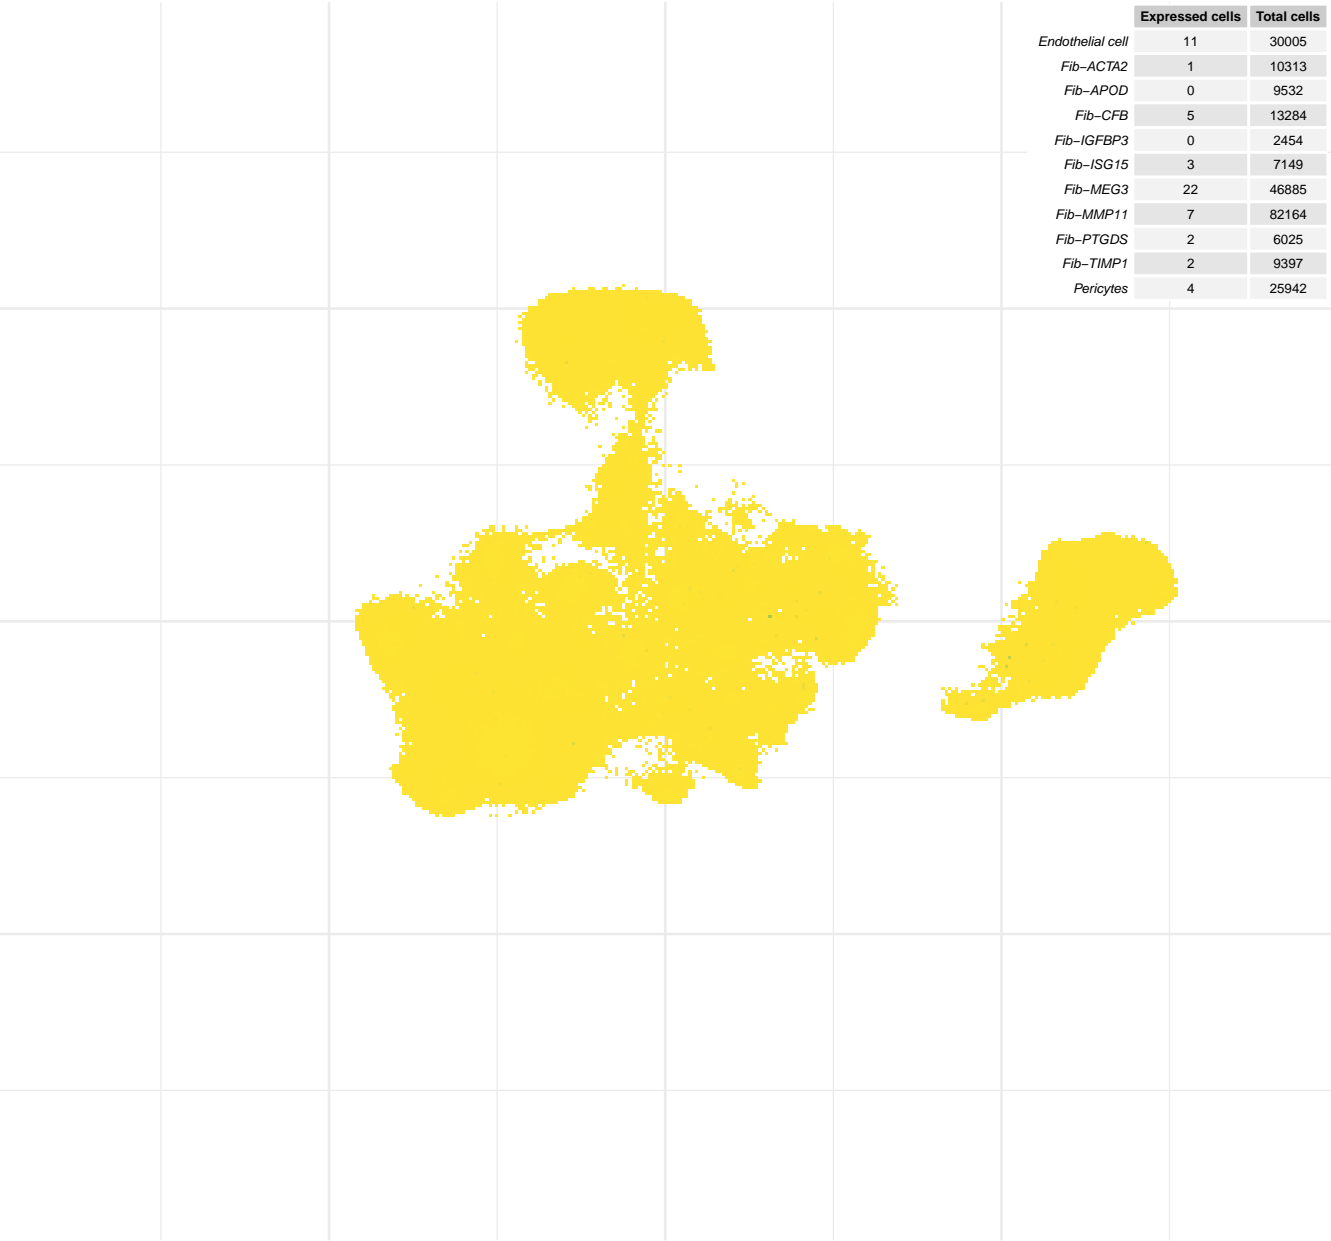 Expressed cells Total cells
Endothelial cell 11 30005
Fib−ACTA2 1 10313
Fib−APOD 0 9532
Fib−CFB 5 13284
Fib−IGFBP3 0 2454
Fib−ISG15 3 7149
Fib−MEG3 22 46885
Fib−MMP11 7 82164
Fib−PTGDS 2 6025
Fib−TIMP1 2 9397
Pericytes 4 25942